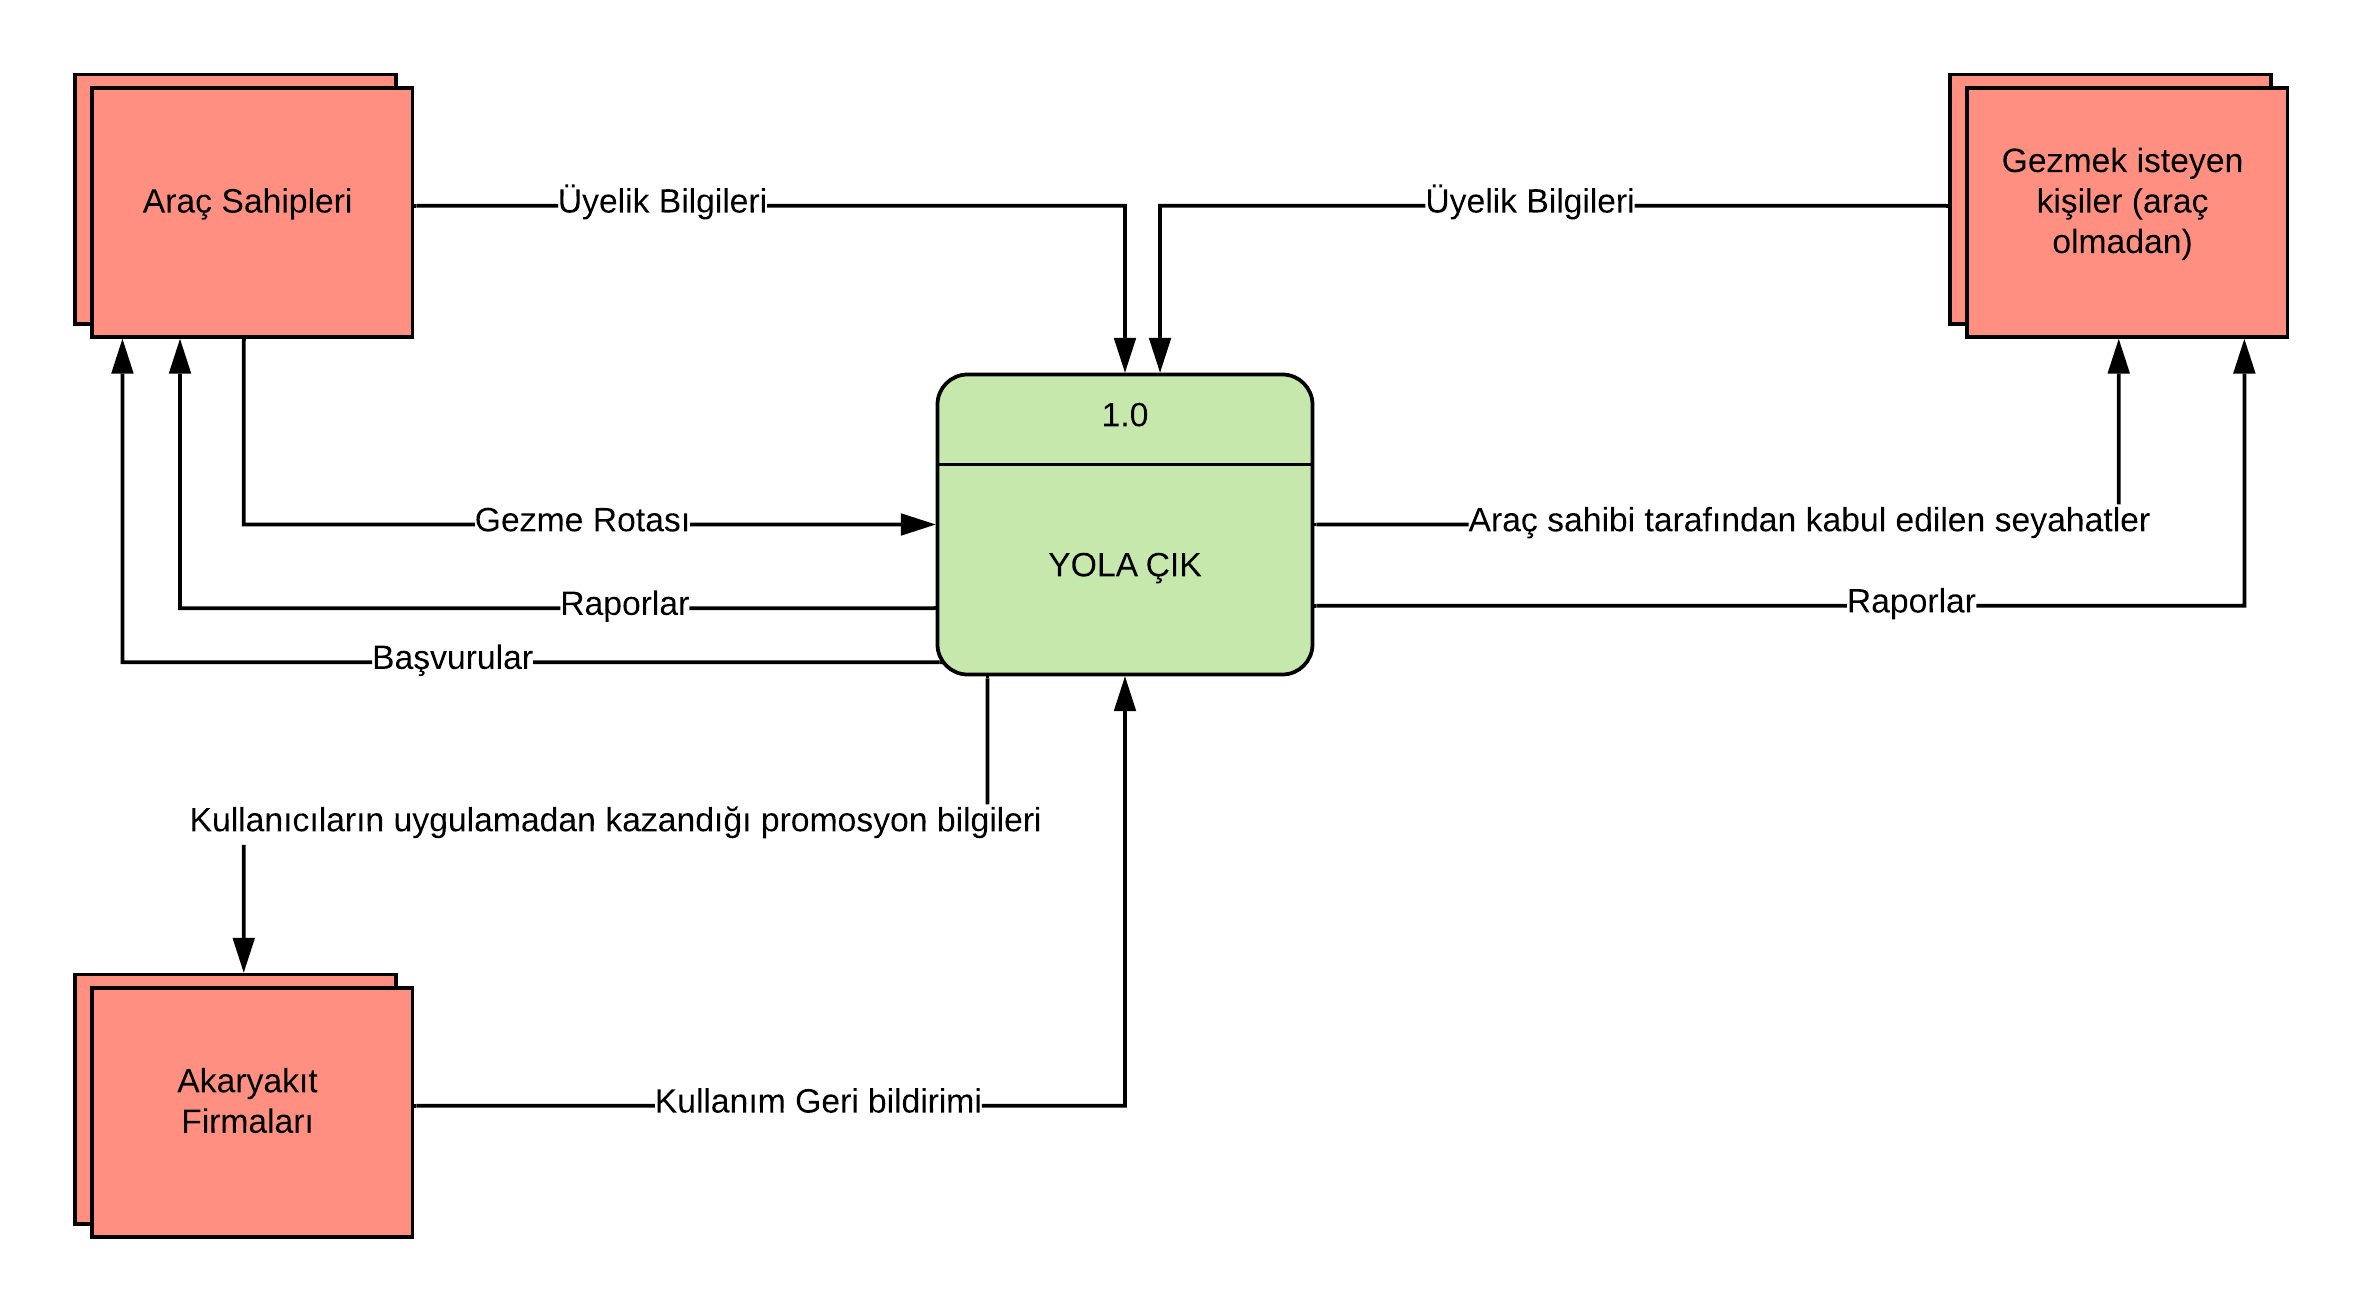 Araç Sahipleri
Üyelik Bilgileri
Üyelik Bilgileri
Gezmek isteyen
kişiler (araç
olmadan)
1.0
YOLA ÇIK
Gezme Rotası
Araç sahibi tarafından kabul edilen seyahatler
Raporlar
Raporlar
Başvurular
Kullanıcıların uygulamadan kazandığı promosyon bilgileri
Akaryakıt
Firmaları
Kullanım Geri bildirimi